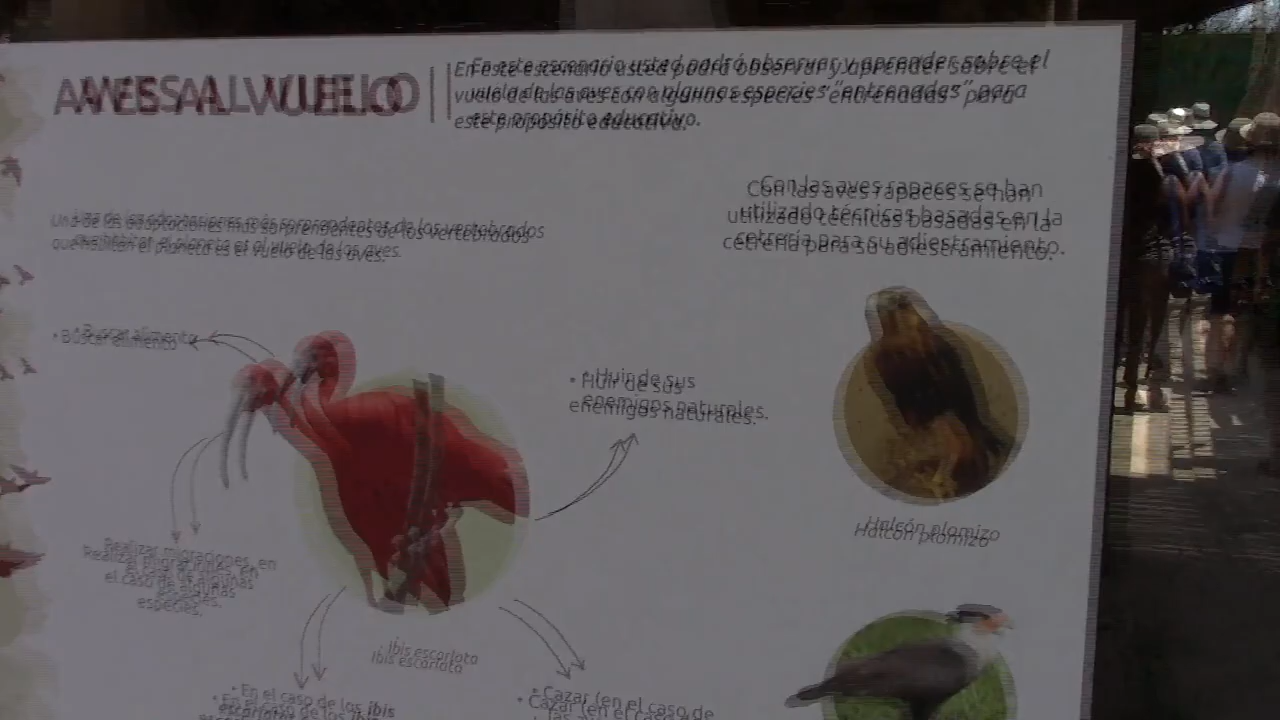 AVES AL VUELO
En este escenario usted podrá observar y aprender sobre el
vuelo de las aves con algunas especies "entrenadas" para
este propósito educativo.
Una de las adaptaciones más sorprendentes de los vertebrados
que habitan el planeta es el vuelo de las aves.
Con las aves rapaces se han
utilizado técnicas basadas en la
cetrería para su adiestramiento.
• Buscar alimento
• Huir de sus
enemigos naturales.
Halcón plomizo
Realizar migraciones, en
el caso de algunas
especies.
Ibis escarlata
• En el caso de los ibis
• Cazar (en el caso de